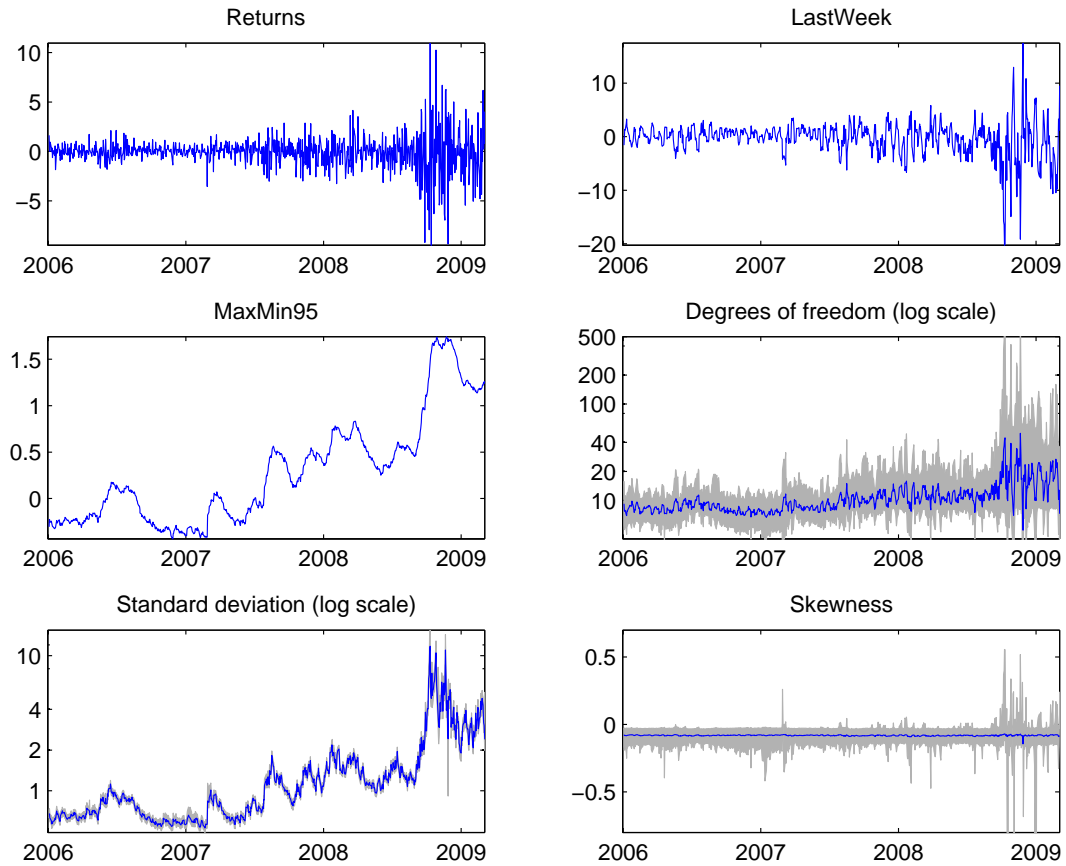 Returns
10
5
0
−5
2006 2007 2008 2009
LastWeek
10
0
−10
−20
2006 2007 2008 2009
MaxMin95
1.5
1
0.5
0
2006 2007 2008 2009
Degrees of freedom (log scale)
500
200
100
40
20
10
2006 2007 2008 2009
Standard deviation (log scale)
10
4
2
1
2006 2007 2008 2009
Skewness
0.5
0
−0.5
2006 2007 2008 2009